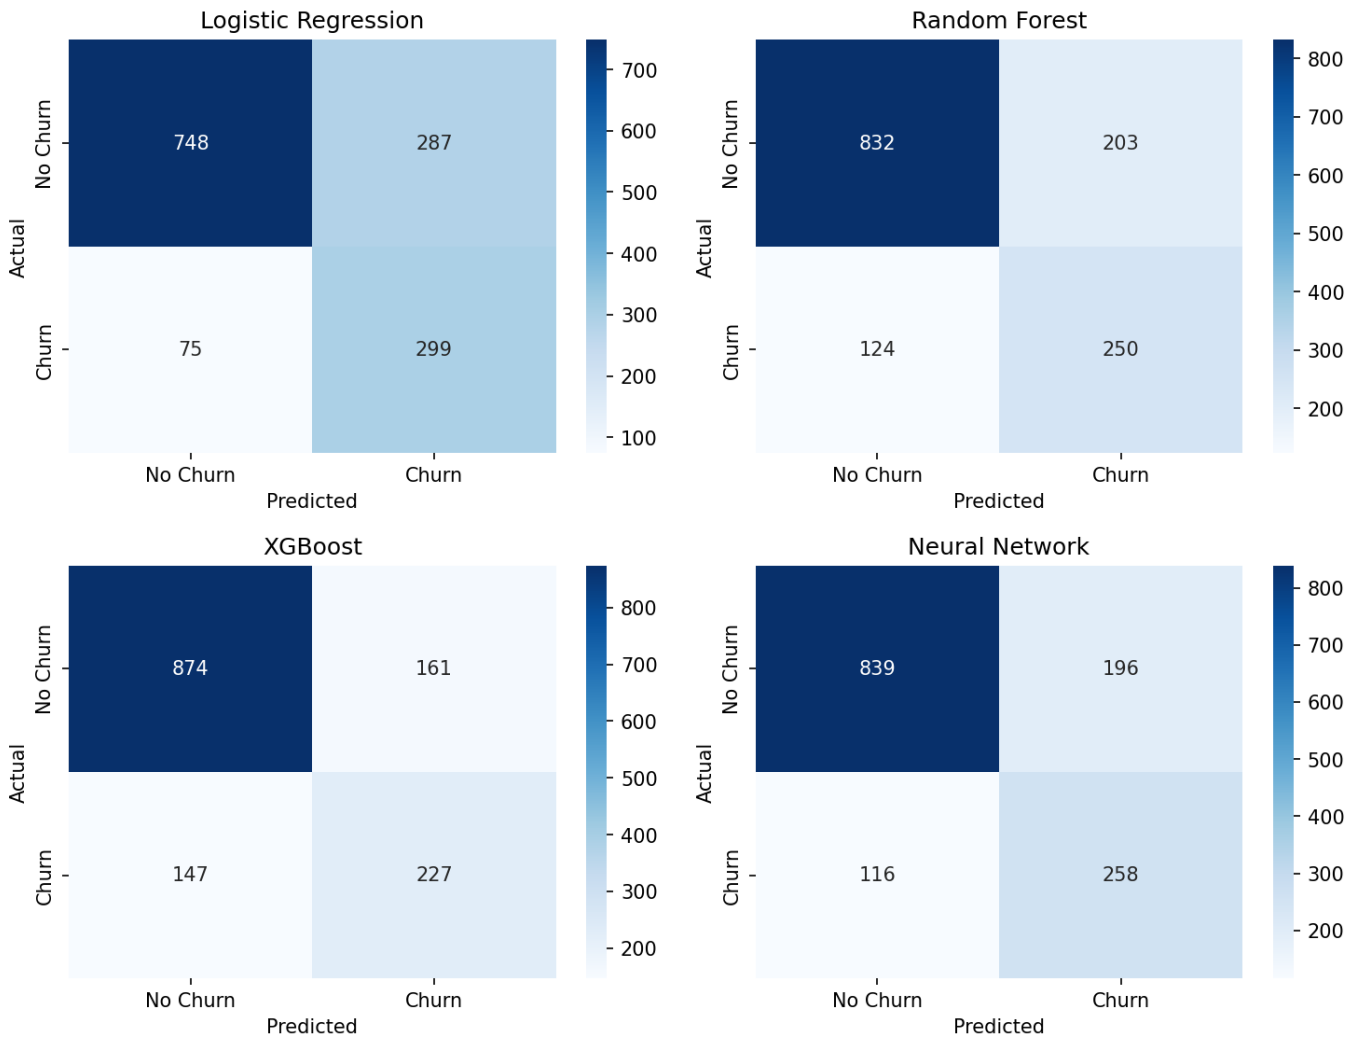 Logistic Regression
No Churn
Churn
Actual
748
287
75
299
No Churn
Churn
Predicted
700
600
500
400
300
200
100
Random Forest
No Churn
Churn
Actual
832
203
124
250
No Churn
Churn
Predicted
800
700
600
500
400
300
200
XGBoost
No Churn
Churn
Actual
874
161
147
227
No Churn
Churn
Predicted
800
700
600
500
400
300
200
Neural Network
No Churn
Churn
Actual
839
196
116
258
No Churn
Churn
Predicted
800
700
600
500
400
300
200